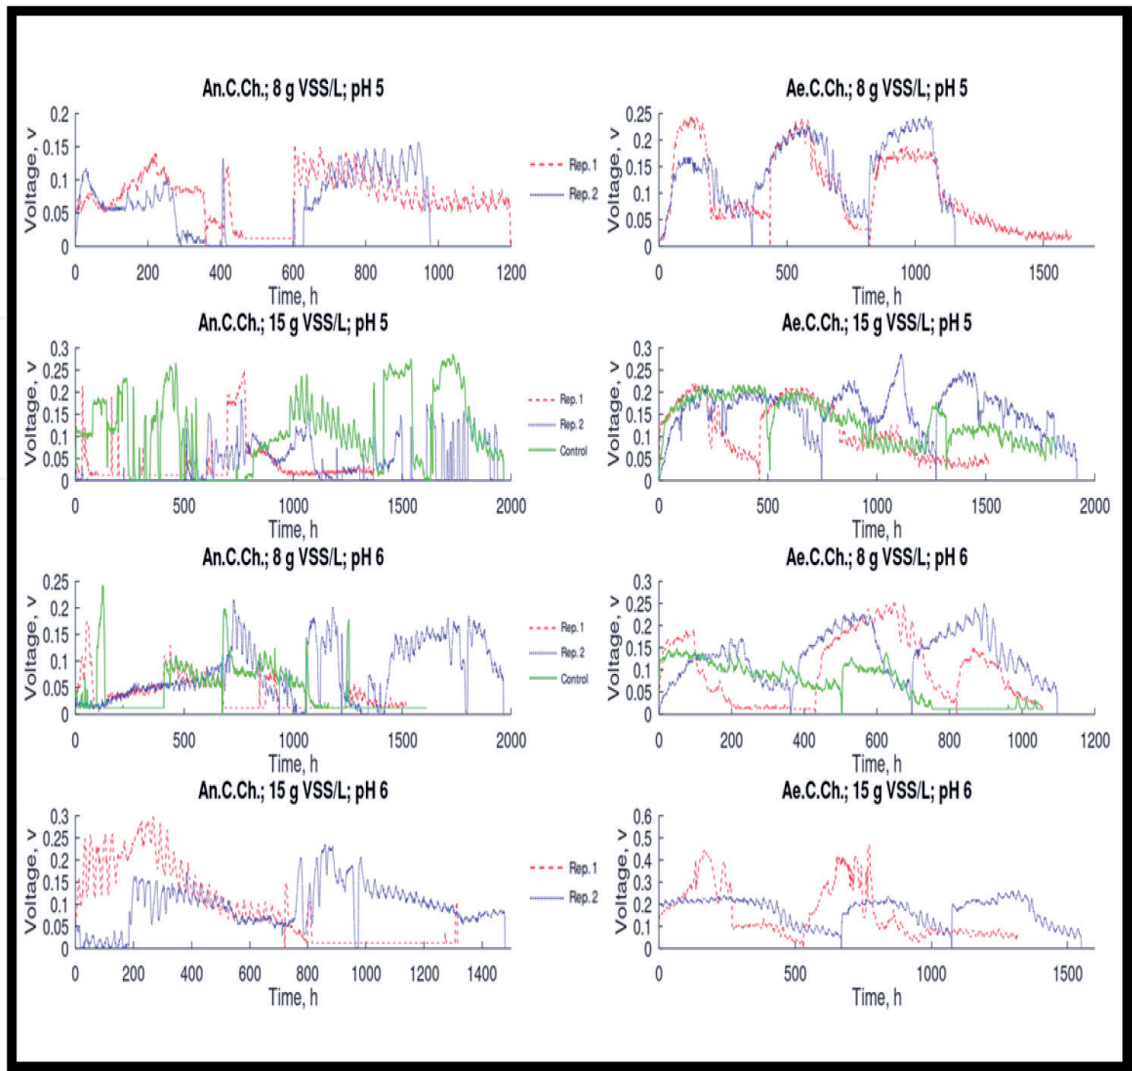 An.C.Ch.; 8 g VSS/L; pH 5
Voltage, v
0.2
0.15
0.1
0.05
0
0 200 400 600 800 1000 1200
Time, h
Rep. 1
Rep. 2
Ae.C.Ch.; 8 g VSS/L; pH 5
Voltage, v
0.25
0.2
0.15
0.1
0.05
0
0 500 1000 1500
Time, h
An.C.Ch.; 15 g VSS/L; pH 5
Voltage, v
0.3
0.25
0.2
0.15
0.1
0.05
0
0 500 1000 1500 2000
Time, h
Rep. 1
Rep. 2
Control
Ae.C.Ch.; 15 g VSS/L; pH 5
Voltage, v
0.3
0.25
0.2
0.15
0.1
0.05
0
0 500 1000 1500 2000
Time, h
An.C.Ch.; 8 g VSS/L; pH 6
Voltage, v
0.25
0.2
0.15
0.1
0.05
0
0 500 1000 1500 2000
Time, h
Rep. 1
Rep. 2
Control
Ae.C.Ch.; 8 g VSS/L; pH 6
Voltage, v
0.3
0.25
0.2
0.15
0.1
0.05
0
0 200 400 600 800 1000 1200
Time, h
An.C.Ch.; 15 g VSS/L; pH 6
Voltage, v
0.3
0.25
0.2
0.15
0.1
0.05
0
0 200 400 600 800 1000 1200 1400
Time, h
Rep. 1
Rep. 2
Ae.C.Ch.; 15 g VSS/L; pH 6
Voltage, v
0.6
0.5
0.4
0.3
0.2
0.1
0
0 500 1000 1500
Time, h